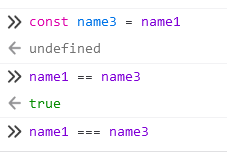 const name3 = name1
undefined
name1 == name3
true
name1 === name3